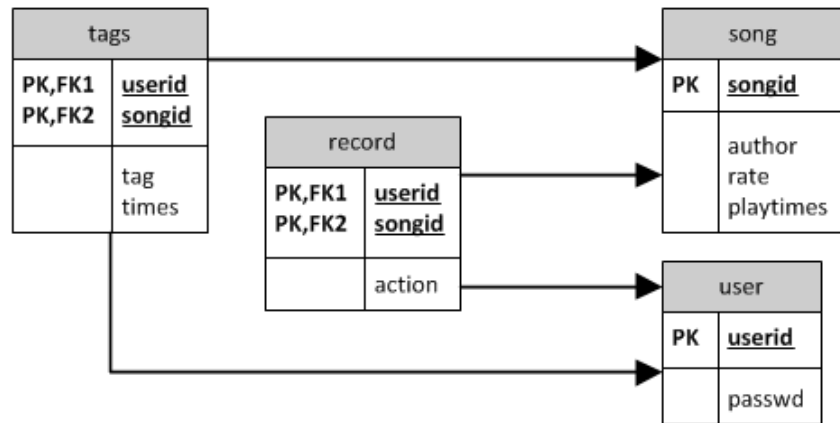 tags
PK,FK1 userid
PK,FK2 songid
tag
times
record
PK,FK1 userid
PK,FK2 songid
action
song
PK songid
author
rate
playtimes
user
PK userid
passwd